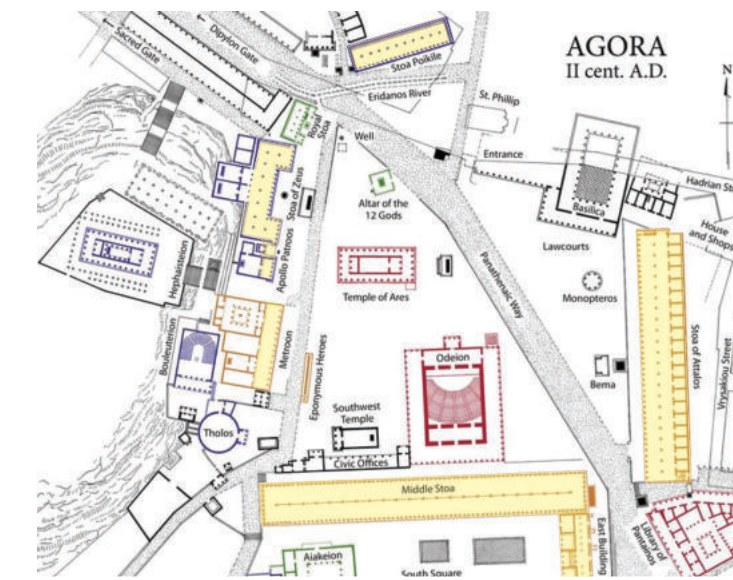 AGORA
II cent. A.D.
N
Dipylon Gate
Sacred Gate
Stoa Poikile
Eridanos River
St. Phillip
Royal
Stoa
Well
Entrance
Hadrian St
Stoa of Zeus
Altar of the
12 Gods
Basilica
House
and Shops
Lawcourts
Hephaisteion
Apollo Patroos
Panathenaic Way
Temple of Ares
Monopteros
Bouleuterion
Metroon
Eponymous Heroes
Odeion
Stoa of Attalos
Vrysakiou Street
Bema
Southwest
Temple
Tholos
Civic Offices
Middle Stoa
East Building
Library of
Pantainos
Aiakeion
South Square